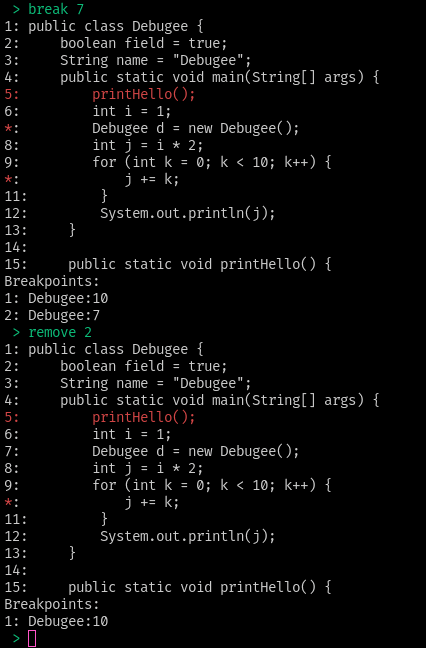 > break 7
1: public class Debugee {
2:     boolean field = true;
3:     String name = "Debugee";
4:     public static void main(String[] args) {
5:         printHello();
6:         int i = 1;
*:         Debugee d = new Debugee();
8:         int j = i * 2;
9:         for (int k = 0; k < 10; k++) {
*:             j += k;
11:         }
12:         System.out.println(j);
13:     }
14:
15:     public static void printHello() {
Breakpoints:
1: Debugee:10
2: Debugee:7
> remove 2
1: public class Debugee {
2:     boolean field = true;
3:     String name = "Debugee";
4:     public static void main(String[] args) {
5:         printHello();
6:         int i = 1;
7:         Debugee d = new Debugee();
8:         int j = i * 2;
9:         for (int k = 0; k < 10; k++) {
*:             j += k;
11:         }
12:         System.out.println(j);
13:     }
14:
15:     public static void printHello() {
Breakpoints:
1: Debugee:10
>